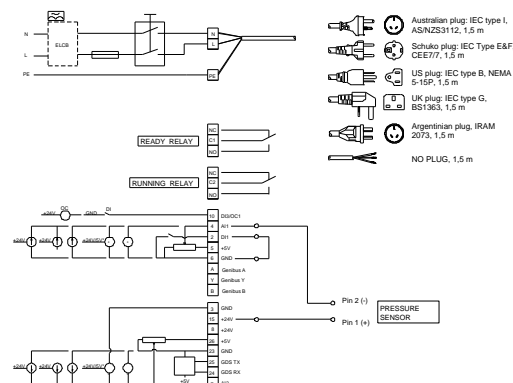 N
ELCB
L
PE
N
L
PE
Australian plug: IEC type I,
AS/NZS3112, 1,5 m
Schuko plug: IEC Type E&F
CEE7/7, 1,5 m
US plug: IEC type B, NEMA
5-15P, 1,5 m
UK plug: IEC type G,
BS1363, 1,5 m
Argentinian plug, IRAM
2073, 1,5 m
NO PLUG, 1,5 m
READY RELAY
NC
C1
NO
RUNNING RELAY
NC
C2
NO
+24V
OC
GND
DI
10 DI3/OC1
4 AI1
2 DI1
5 +5V
6 GND
A Genibus A
Y Genibus Y
B Genibus B
+24V
+24V
+24V/5V
3 GND
15 +24V
8 +24V
26 +5V
23 GND
25 GDS TX
24 GDS RX
Pin 2 (-)
Pin 1 (+)
PRESSURE
SENSOR
+24V
+24V
+24V/5V
+5V